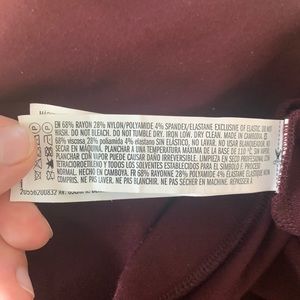 EN 68% RAYON 28% NYLON/POLYAMIDE 4% SPANDEX/ELASTANE EXCLUSIVE OF ELASTIC. DO NOT
WASH. DO NOT BLEACH. DO NOT TUMBLE DRY. IRON LOW. DRY CLEAN. MADE IN CAMBODIA. ES
68% viscosa 28% poliamida 4% elastano SIN ELÁSTICO, NO LAVAR. NO USAR BLANQUEADOR. NO
SECAR EN MÁQUINA. PLANCHAR A UNA TEMPERATURA MÁXIMA DE LA BASE DE 110 °C, SIN VAPOR.
PLANCHAR CON VAPOR PUEDE CAUSAR DAÑO IRREVERSIBLE. LIMPIEZA EN SECO PROFESIONAL CON
TETRACLOROETILENO Y TODOS LOS SOLVENTES ESTABLECIDOS PARA EL SÍMBOLO F. PROCESO
NORMAL. HECHO EN CAMBOYA. FR 68% RAYONNE 28% POLYAMIDE 4% ÉLASTHANNE ÉLASTIQUE NON
COMPRIS. NE PAS LAVER. NE PAS BLANCHIR. NE PAS SÉCHER EN MACHINE. REPASSER À